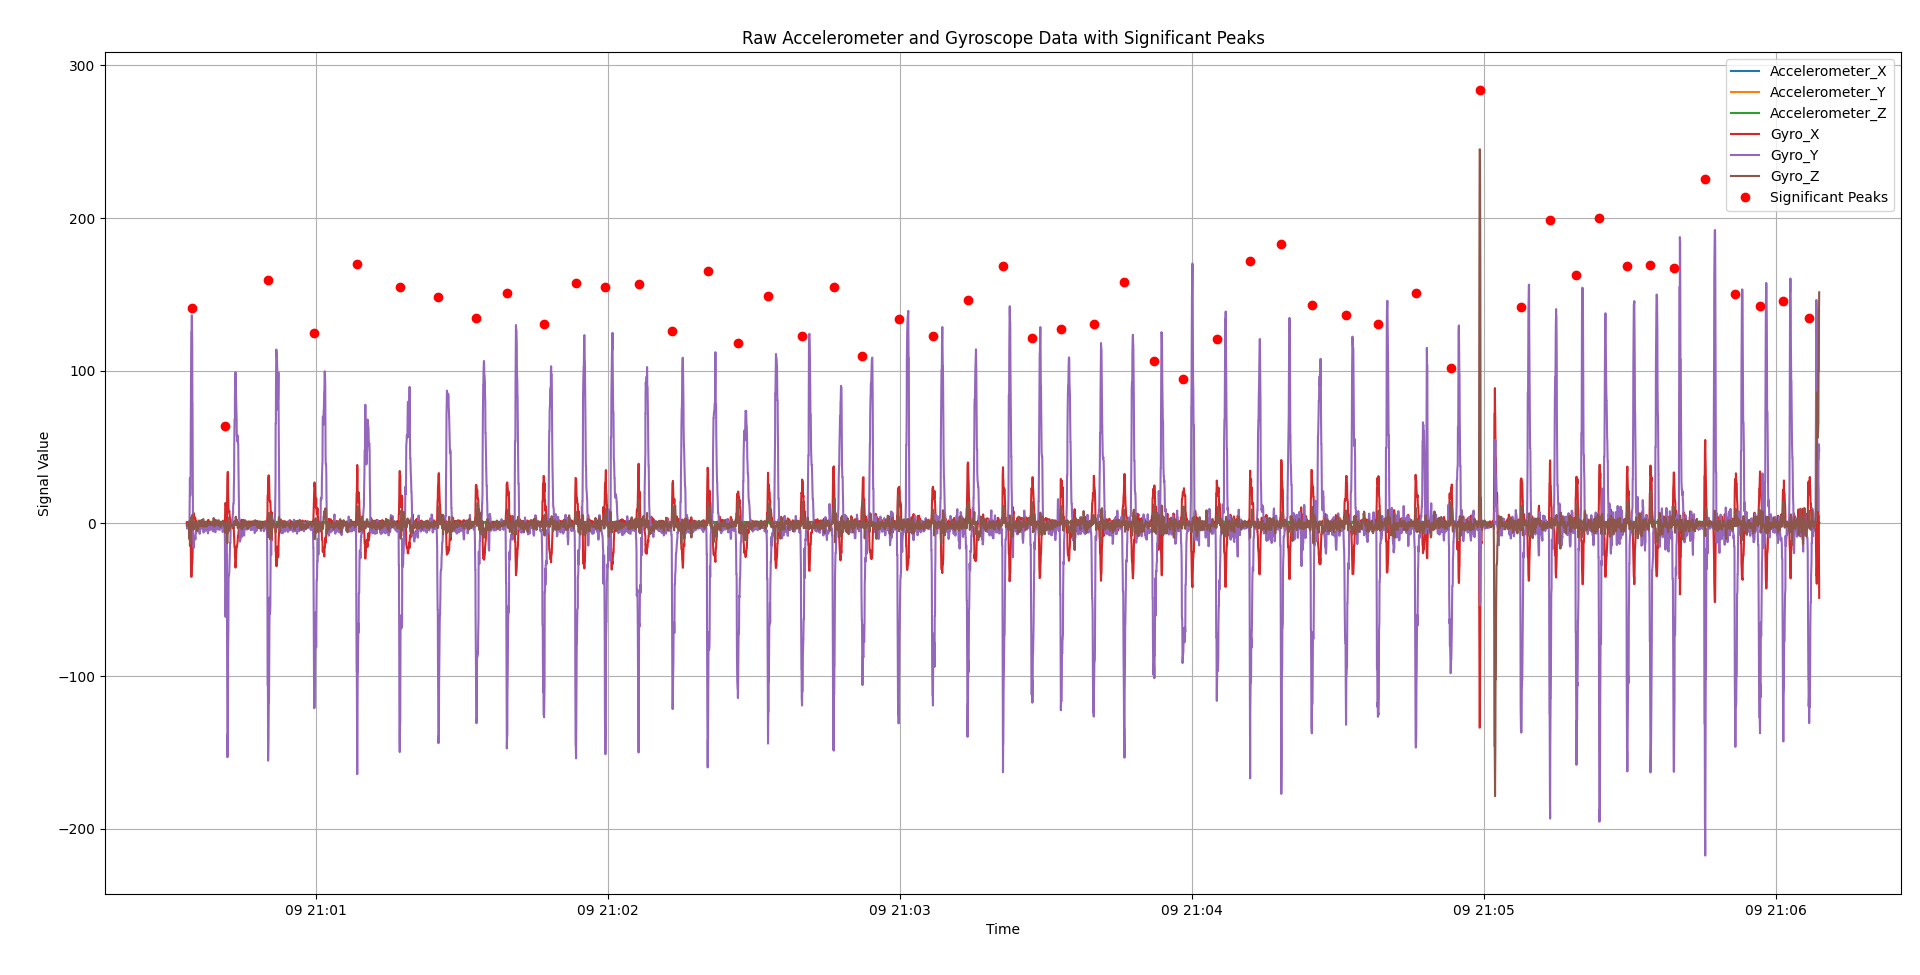 Raw Accelerometer and Gyroscope Data with Significant Peaks
300
200
100
0
−100
−200
Signal Value
Accelerometer_X
Accelerometer_Y
Accelerometer_Z
Gyro_X
Gyro_Y
Gyro_Z
Significant Peaks
09 21:01
09 21:02
09 21:03
09 21:04
09 21:05
09 21:06
Time